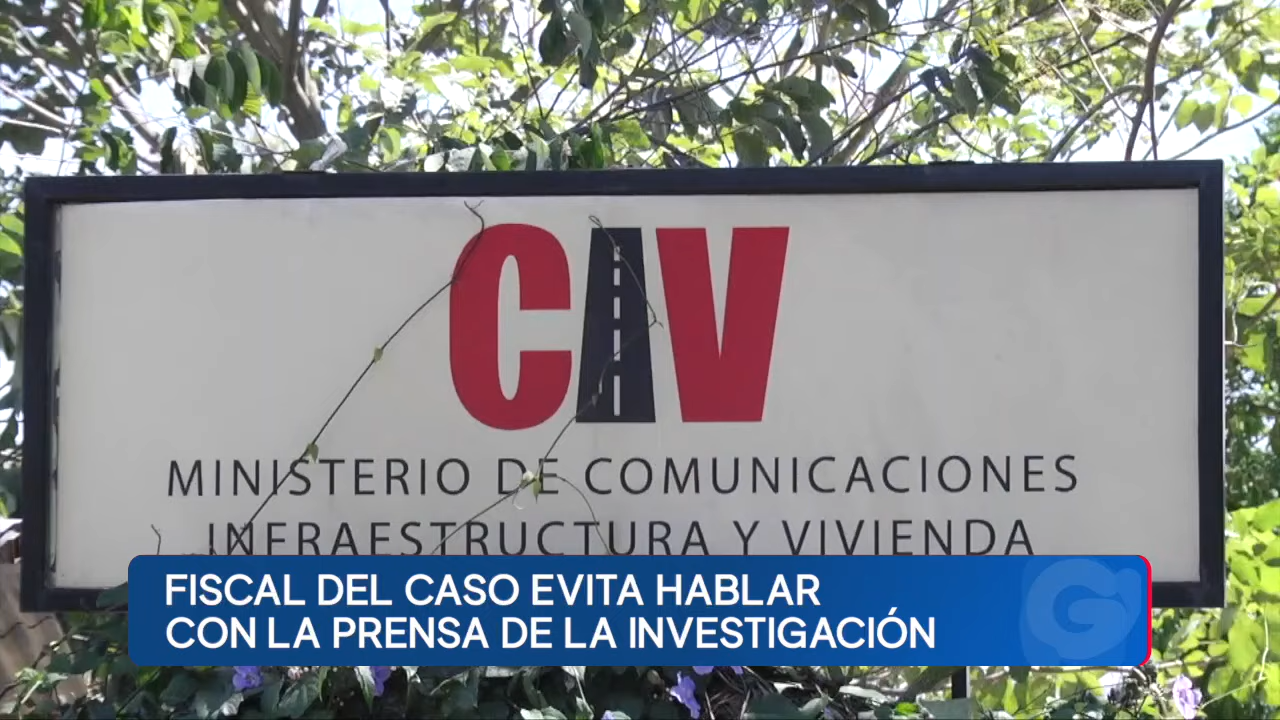 CIV
MINISTERIO DE COMUNICACIONES
INFRAESTRUCTURA Y VIVIENDA
FISCAL DEL CASO EVITA HABLAR
CON LA PRENSA DE LA INVESTIGACIÓN
G